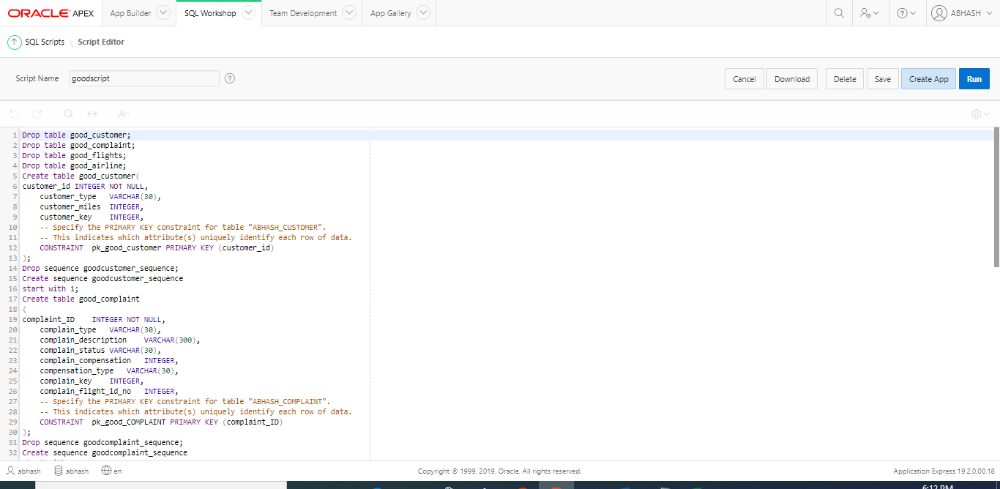 ORACLE APEX App Builder SQL Workshop Team Development App Gallery ABHASH
SQL Scripts \ Script Editor
Script Name goodscript Cancel Download Delete Save Create App Run
1 Drop table good_customer;
2 Drop table good_complaint;
3 Drop table good_flights;
4 Drop table good_airline;
5 Create table good_customer(
6 customer_id INTEGER NOT NULL,
7 customer_type VARCHAR(30),
8 customer_miles INTEGER,
9 customer_key INTEGER,
10 -- Specify the PRIMARY KEY constraint for table "ABHASH_CUSTOMER".
11 -- This indicates which attribute(s) uniquely identify each row of data.
12 CONSTRAINT pk_good_customer PRIMARY KEY (customer_id)
13 );
14 Drop sequence goodcustomer_sequence;
15 Create sequence goodcustomer_sequence
16 start with 1;
17 Create table good_complaint
18 (
19 complaint_ID INTEGER NOT NULL,
20 complain_type VARCHAR(30),
21 complain_description VARCHAR(300),
22 complain_status VARCHAR(30),
23 complain_compensation INTEGER,
24 compensation_type VARCHAR(30),
25 complain_key INTEGER,
26 complain_flight_id_no INTEGER,
27 -- Specify the PRIMARY KEY constraint for table "ABHASH_COMPLAINT".
28 -- This indicates which attribute(s) uniquely identify each row of data.
29 CONSTRAINT pk_good_COMPLAINT PRIMARY KEY (complaint_ID)
30 );
31 Drop sequence goodcomplaint_sequence;
32 Create sequence goodcomplaint_sequence
abhash abhash en Copyright © 1999, 2019, Oracle. All rights reserved. Application Express 19.2.0.00.18
6:12 PM